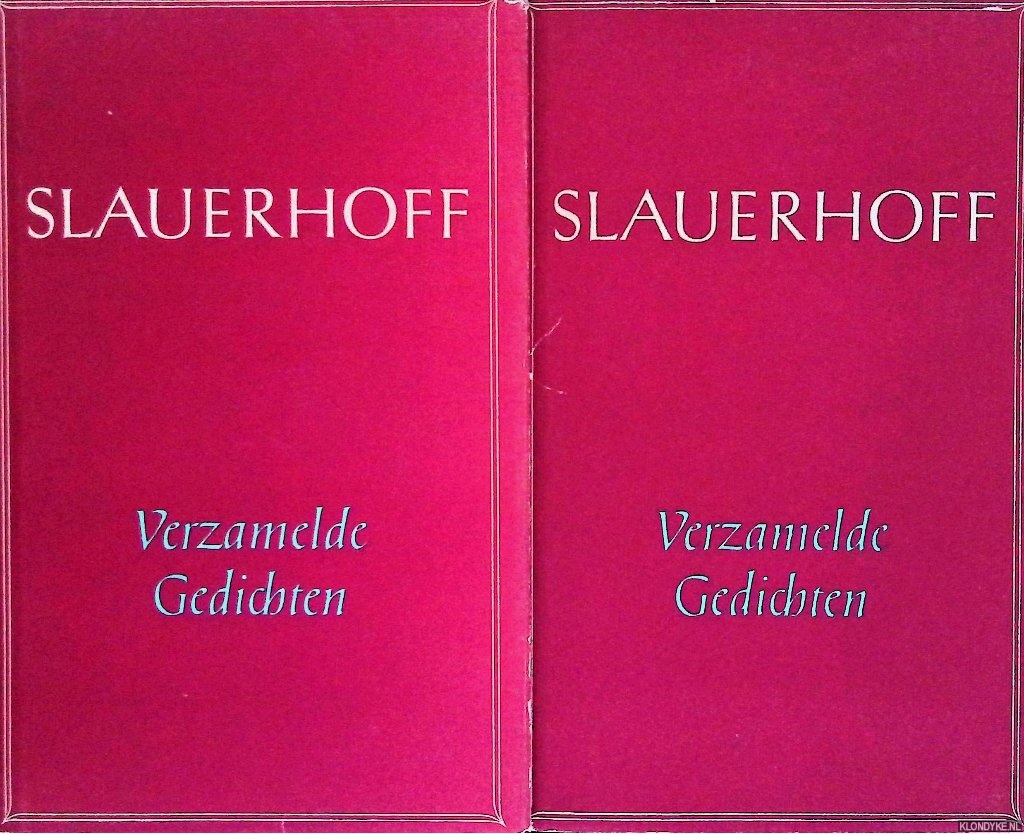 SLAUERHOFF
Verzamelde
Gedichten
SLAUERHOFF
Verzamelde
Gedichten
KLONDYKE.NL